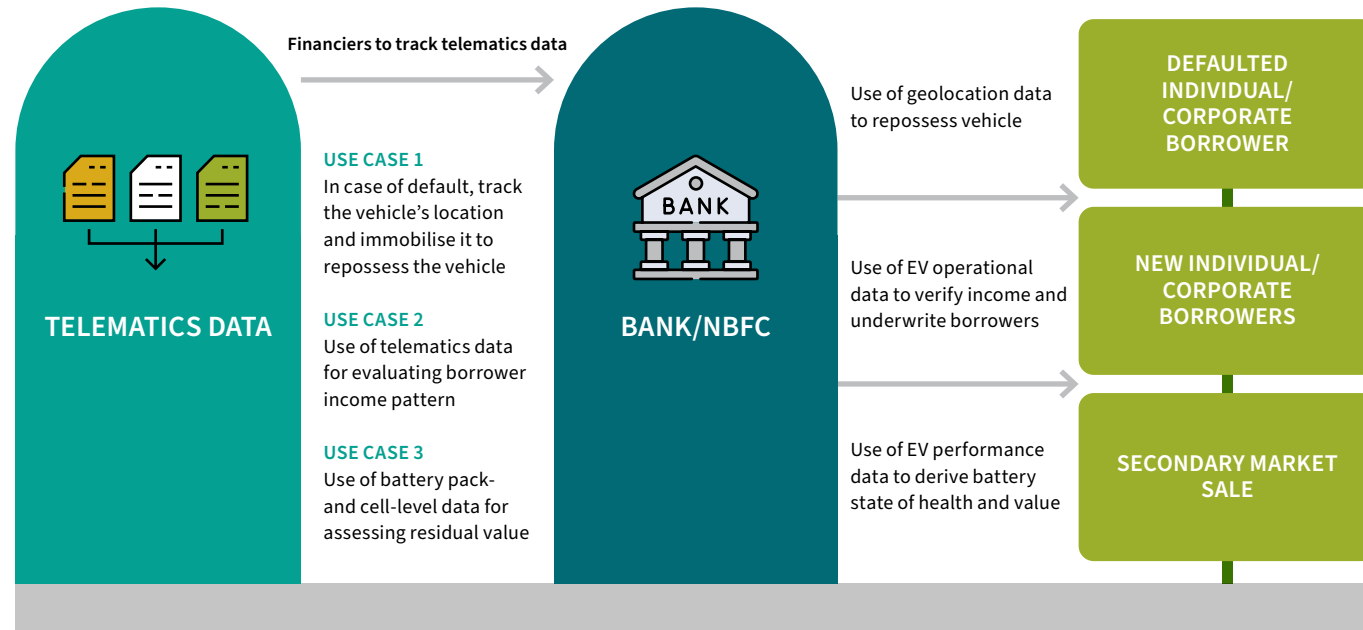 Financiers to track telematics data
TELEMATICS DATA
USE CASE 1
In case of default, track
the vehicle's location
and immobilise it to
repossess the vehicle
USE CASE 2
Use of telematics data
for evaluating borrower
income pattern
USE CASE 3
Use of battery pack-
and cell-level data for
assessing residual value
BANK
BANK/NBFC
Use of geolocation data
to repossess vehicle
Use of EV operational
data to verify income and
underwrite borrowers
Use of EV performance
data to derive battery
state of health and value
DEFAULTED
INDIVIDUAL/
CORPORATE
BORROWER
NEW INDIVIDUAL/
CORPORATE
BORROWERS
SECONDARY MARKET
SALE